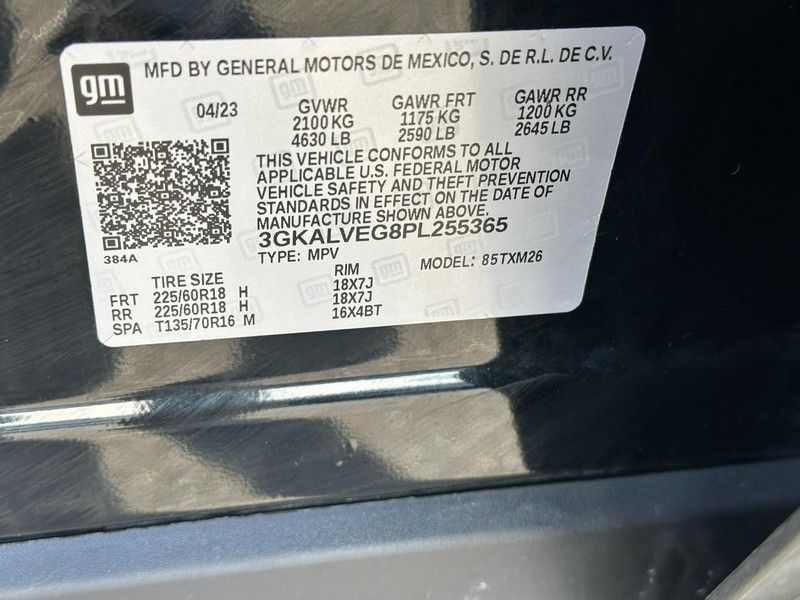 gm
MFD BY GENERAL MOTORS DE MEXICO, S. DE R.L. DE C.V.
04/23 GVWR GAWR FRT GAWR RR
2100 KG 1175 KG 1200 KG
4630 LB 2590 LB 2645 LB
THIS VEHICLE CONFORMS TO ALL
APPLICABLE U.S. FEDERAL MOTOR
VEHICLE SAFETY AND THEFT PREVENTION
STANDARDS IN EFFECT ON THE DATE OF
MANUFACTURE SHOWN ABOVE.
3GKALVEG8PL255365
384A
TYPE: MPV MODEL: 85TXM26
TIRE SIZE RIM
FRT 225/60R18 H 18X7J
RR 225/60R18 H 18X7J
SPA T135/70R16 M 16X4BT